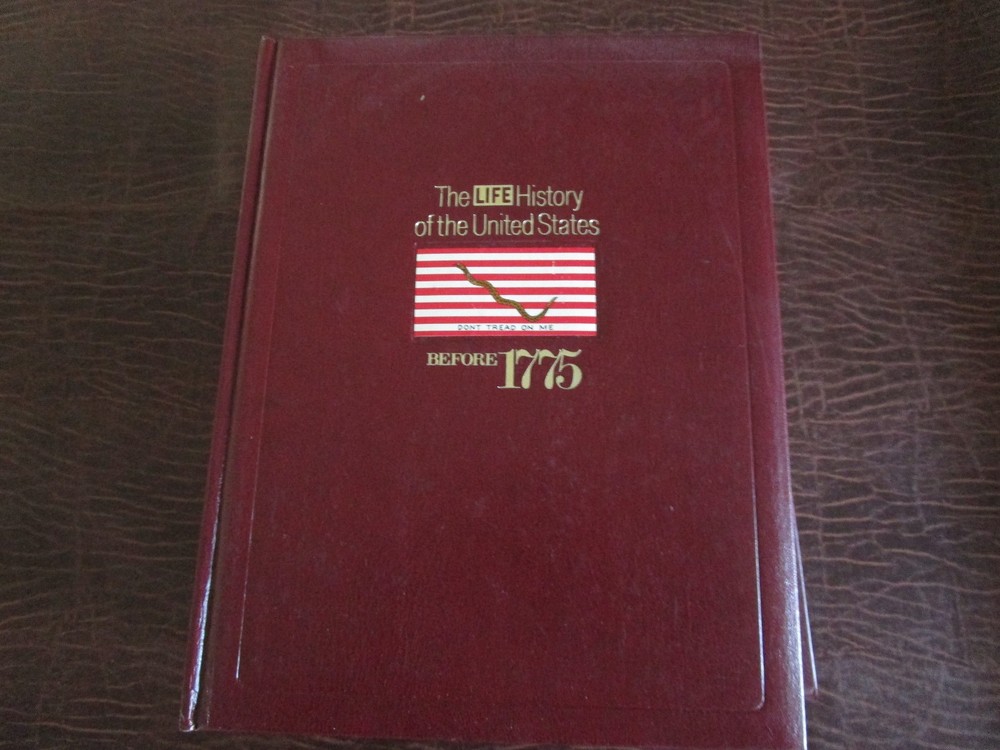 The LIFE History
of the United States
DONT TREAD ON ME
BEFORE 1775